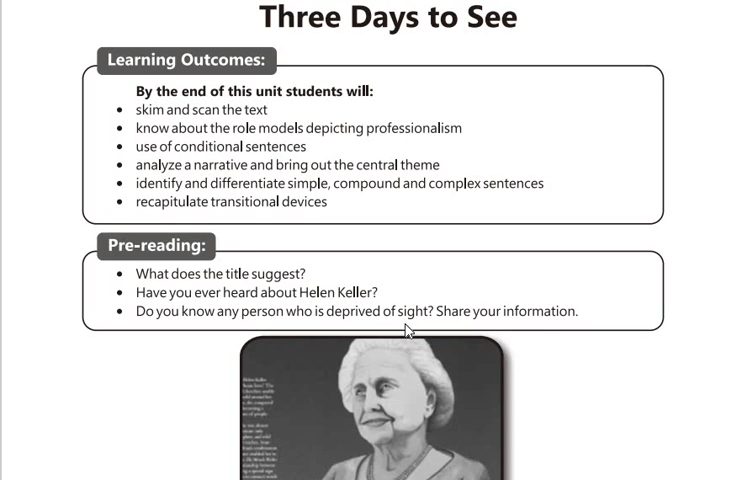 Three Days to See
Learning Outcomes:
By the end of this unit students will:
• skim and scan the text
• know about the role models depicting professionalism
• use of conditional sentences
• analyze a narrative and bring out the central theme
• identify and differentiate simple, compound and complex sentences
• recapitulate transitional devices
Pre-reading:
• What does the title suggest?
• Have you ever heard about Helen Keller?
• Do you know any person who is deprived of sight? Share your information.
Helen Keller